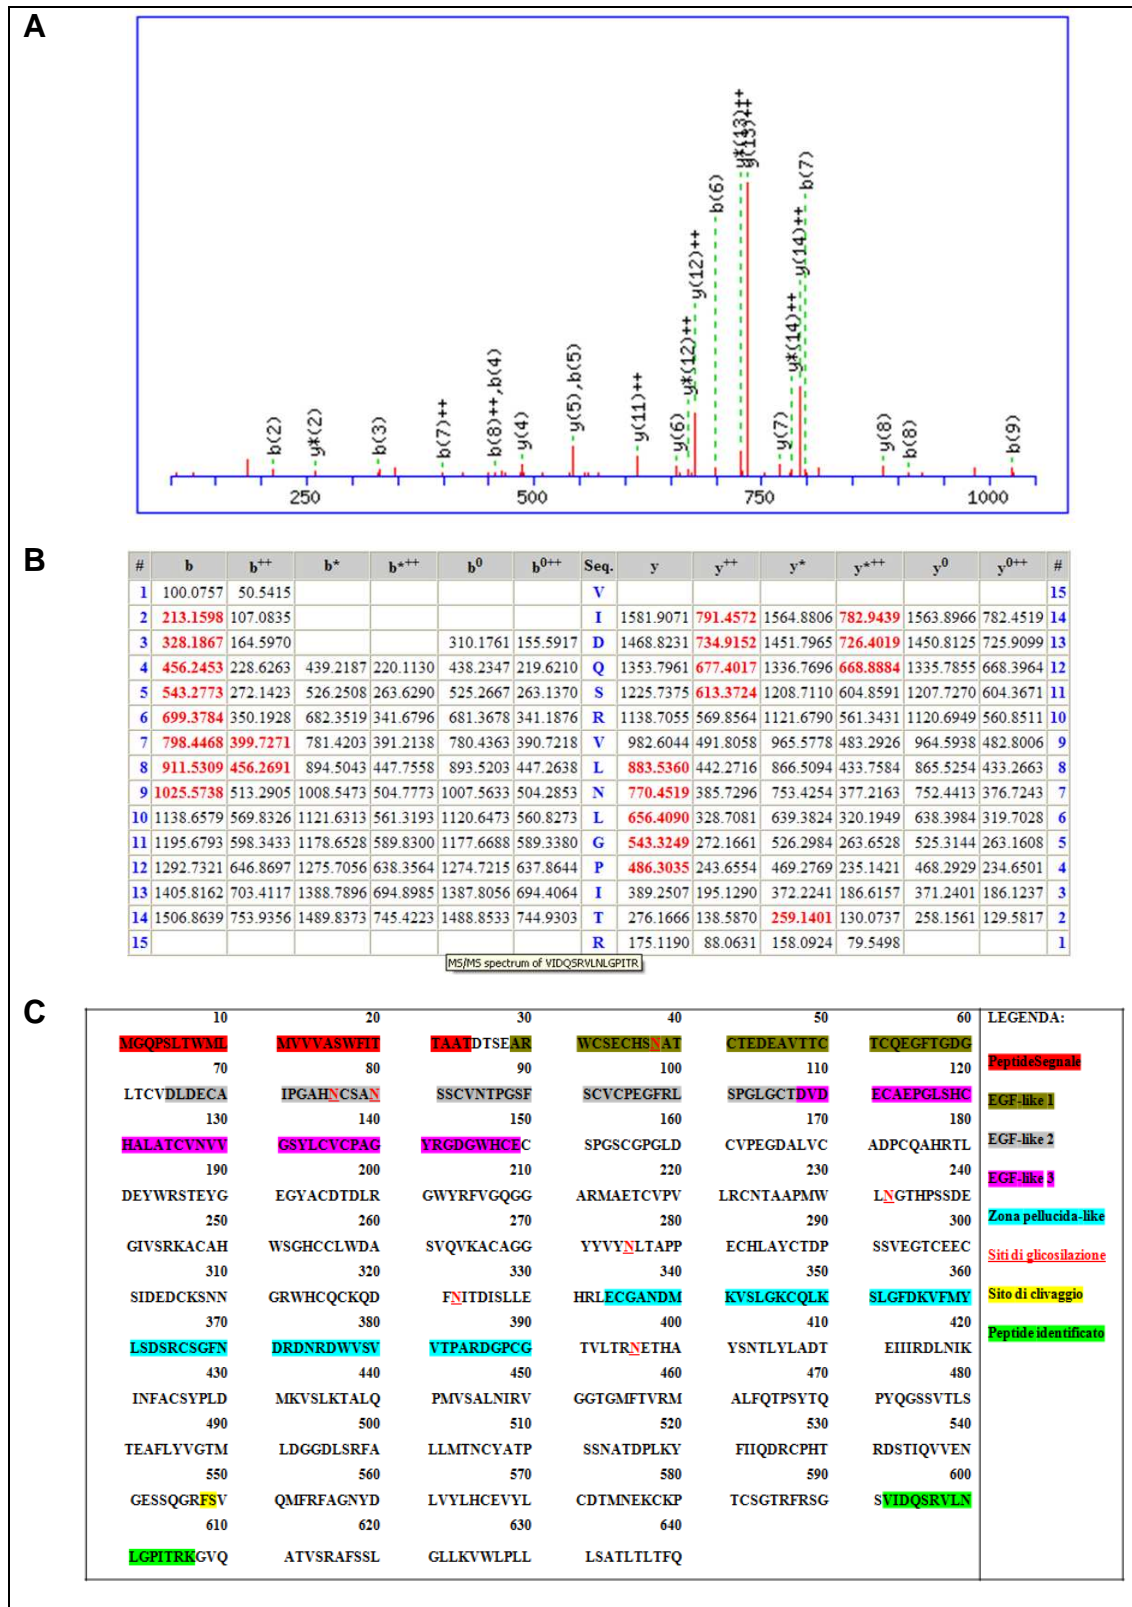 A
b(2)
y*(2)
b(3)
b(7)++
b(8)++,b(4)
y(4)
y(5),b(5)
y(11)++
y(6)
y*(12)++
y(12)++
b(6)
y*(13)++
y(13)++
y(7)
y*(14)++
y(14)++
b(7)
y(8)
b(8)
b(9)
250 500 750 1000
B
# b b++ b* b*++ b0 b0++ Seq. y y++ y* y*++ y0 y0++ #
1 100.0757 50.5415 V 15
2 213.1598 107.0835 I 1581.9071 791.4572 1564.8806 782.9439 1563.8966 782.4519 14
3 328.1867 164.5970 310.1761 155.5917 D 1468.8231 734.9152 1451.7965 726.4019 1450.8125 725.9099 13
4 456.2453 228.6263 439.2187 220.1130 438.2347 219.6210 Q 1353.7961 677.4017 1336.7696 668.8884 1335.7855 668.3964 12
5 543.2773 272.1423 526.2508 263.6290 525.2667 263.1370 S 1225.7375 613.3724 1208.7110 604.8591 1207.7270 604.3671 11
6 699.3784 350.1928 682.3519 341.6796 681.3678 341.1876 R 1138.7055 569.8564 1121.6790 561.3431 1120.6949 560.8511 10
7 798.4468 399.7271 781.4203 391.2138 780.4363 390.7218 V 982.6044 491.8058 965.5778 483.2926 964.5938 482.8006 9
8 911.5309 456.2691 894.5043 447.7558 893.5203 447.2638 L 883.5360 442.2716 866.5094 433.7584 865.5254 433.2663 8
9 1025.5738 513.2905 1008.5473 504.7773 1007.5633 504.2853 N 770.4519 385.7296 753.4254 377.2163 752.4413 376.7243 7
10 1138.6579 569.8326 1121.6313 561.3193 1120.6473 560.8273 L 656.4090 328.7081 639.3824 320.1949 638.3984 319.7028 6
11 1195.6793 598.3433 1178.6528 589.8300 1177.6688 589.3380 G 543.3249 272.1661 526.2984 263.6528 525.3144 263.1608 5
12 1292.7321 646.8697 1275.7056 638.3564 1274.7215 637.8644 P 486.3035 243.6554 469.2769 235.1421 468.2929 234.6501 4
13 1405.8162 703.4117 1388.7896 694.8985 1387.8056 694.4064 I 389.2507 195.1290 372.2241 186.6157 371.2401 186.1237 3
14 1506.8639 753.9356 1489.8373 745.4223 1488.8533 744.9303 T 276.1666 138.5870 259.1401 130.0737 258.1561 129.5817 2
15 R 175.1190 88.0631 158.0924 79.5498 1
MS/MS spectrum of VIDQSRVLNLGPITR
C
10 20 30 40 50 60
MGQPSLTWML MVVVASWFIT TAATDTSEAR WCSECHSNAT CTEDEAVTTC TCQEGFTGDG
70 80 90 100 110 120
LTCVDLDECA IPGAHNCSAN SSCVNTPGSF SCVCPEGFRL SPGLGCTDVD ECAEPGLSHC
130 140 150 160 170 180
HALATCVNVV GSYLCVCPAG YRGDGWHCEC SPGSCGPGLD CVPEGDALVC ADPCQAHRTL
190 200 210 220 230 240
DEYWRSTEYG EGYACDTDLR GWYRFVGQGG ARMAETCVPV LRCNTAAPMW LNGTHPSSDE
250 260 270 280 290 300
GIVSRKACAH WSGHCCLWDA SVQVKACAGG YYVYNLTAPP ECHLAYCTDP SSVEGTCEEC
310 320 330 340 350 360
SIDEDCKSNN GRWHCQCKQD FNITDISLLE HRLECGANDM KVSLGKCQLK SLGFDKVFMY
370 380 390 400 410 420
LSDSRCSGFN DRDNRDWVSV VTPARDGPCG TVLTRNETHA YSNTLYLADT EIIIRDLNIK
430 440 450 460 470 480
INFACSYPLD MKVSLKTALQ PMVSALNIRV GGTGMFTVRM ALFQTPSYTQ PYQGSSVTLS
490 500 510 520 530 540
TEAFLYVGTM LDGGDLSRFA LLMTNCYATP SSNATDPLKY FIIQDRCPHT RDSTIQVVEN
550 560 570 580 590 600
GESSQGRFSV QMFRFAGNYD LVYLHCEVYL CDTMNEKCKP TCSGTRFRSG SVIDQSRVLN
610 620 630 640
LGPITRKGVQ ATVSRAFSSL GLLKVWLPLL LSATLTLTFQ
LEGENDA:
PeptideSegnale
EGF-like 1
EGF-like 2
EGF-like 3
Zona pellucida-like
Siti di glicosilazione
Sito di clivaggio
Peptide identificato